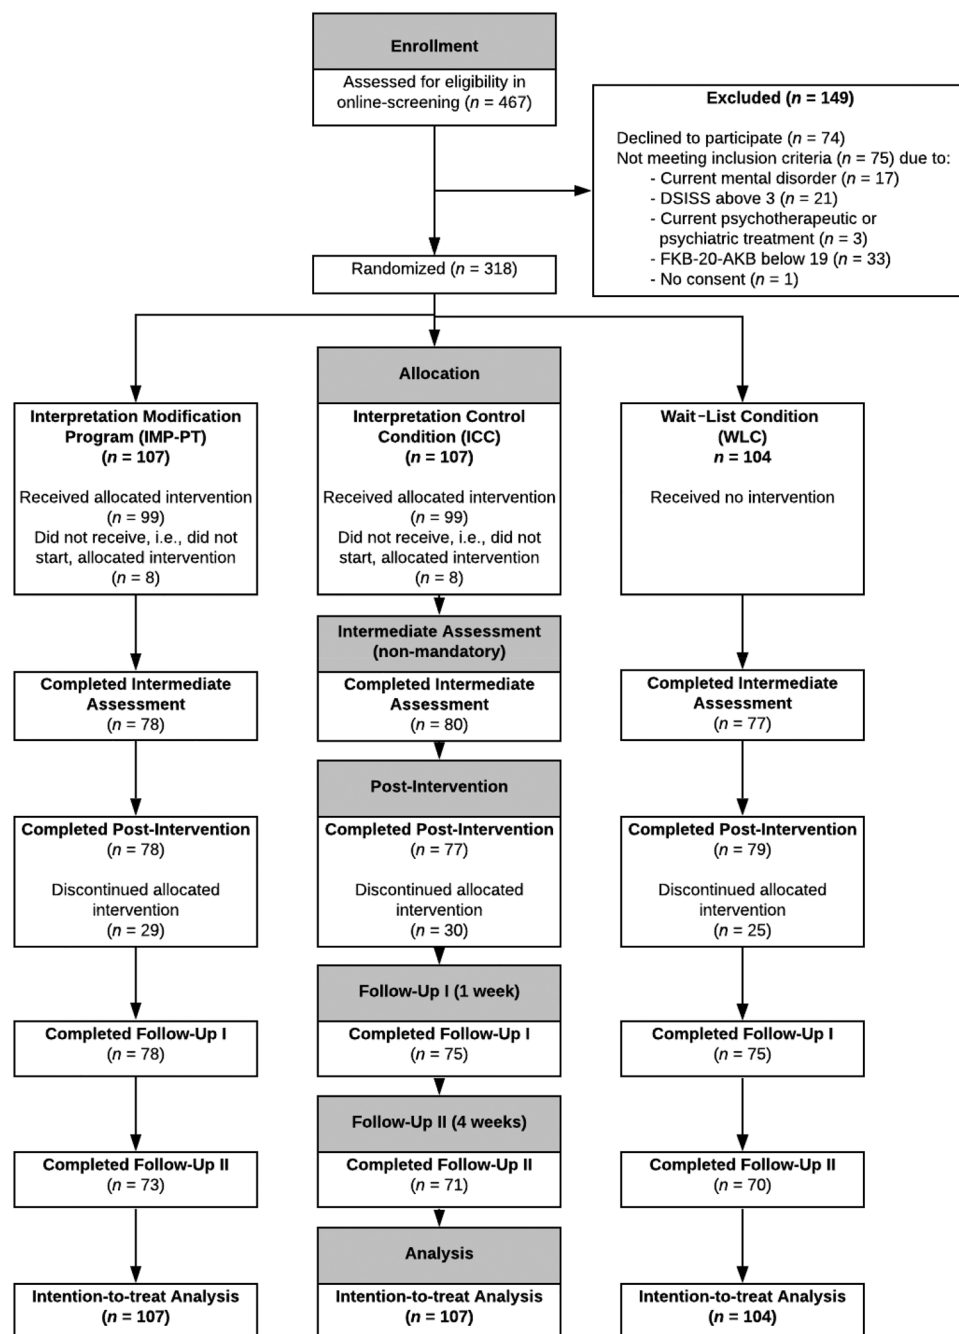 Enrollment
Assessed for eligibility in
online-screening (n = 467)
Excluded (n = 149)
Declined to participate (n = 74)
Not meeting inclusion criteria (n = 75) due to:
- Current mental disorder (n = 17)
- DSISS above 3 (n = 21)
- Current psychotherapeutic or
psychiatric treatment (n = 3)
- FKB-20-AKB below 19 (n = 33)
- No consent (n = 1)
Randomized (n = 318)
Allocation
Interpretation Modification
Program (IMP-PT)
(n = 107)
Received allocated intervention
(n = 99)
Did not receive, i.e., did not
start, allocated intervention
(n = 8)
Interpretation Control
Condition (ICC)
(n = 107)
Received allocated intervention
(n = 99)
Did not receive, i.e., did not
start, allocated intervention
(n = 8)
Wait-List Condition
(WLC)
n = 104
Received no intervention
Intermediate Assessment
(non-mandatory)
Completed Intermediate
Assessment
(n = 78)
Completed Intermediate
Assessment
(n = 80)
Completed Intermediate
Assessment
(n = 77)
Post-Intervention
Completed Post-Intervention
(n = 78)
Discontinued allocated
intervention
(n = 29)
Completed Post-Intervention
(n = 77)
Discontinued allocated
intervention
(n = 30)
Completed Post-Intervention
(n = 79)
Discontinued allocated
intervention
(n = 25)
Follow-Up I (1 week)
Completed Follow-Up I
(n = 78)
Completed Follow-Up I
(n = 75)
Completed Follow-Up I
(n = 75)
Follow-Up II (4 weeks)
Completed Follow-Up II
(n = 73)
Completed Follow-Up II
(n = 71)
Completed Follow-Up II
(n = 70)
Analysis
Intention-to-treat Analysis
(n = 107)
Intention-to-treat Analysis
(n = 107)
Intention-to-treat Analysis
(n = 104)